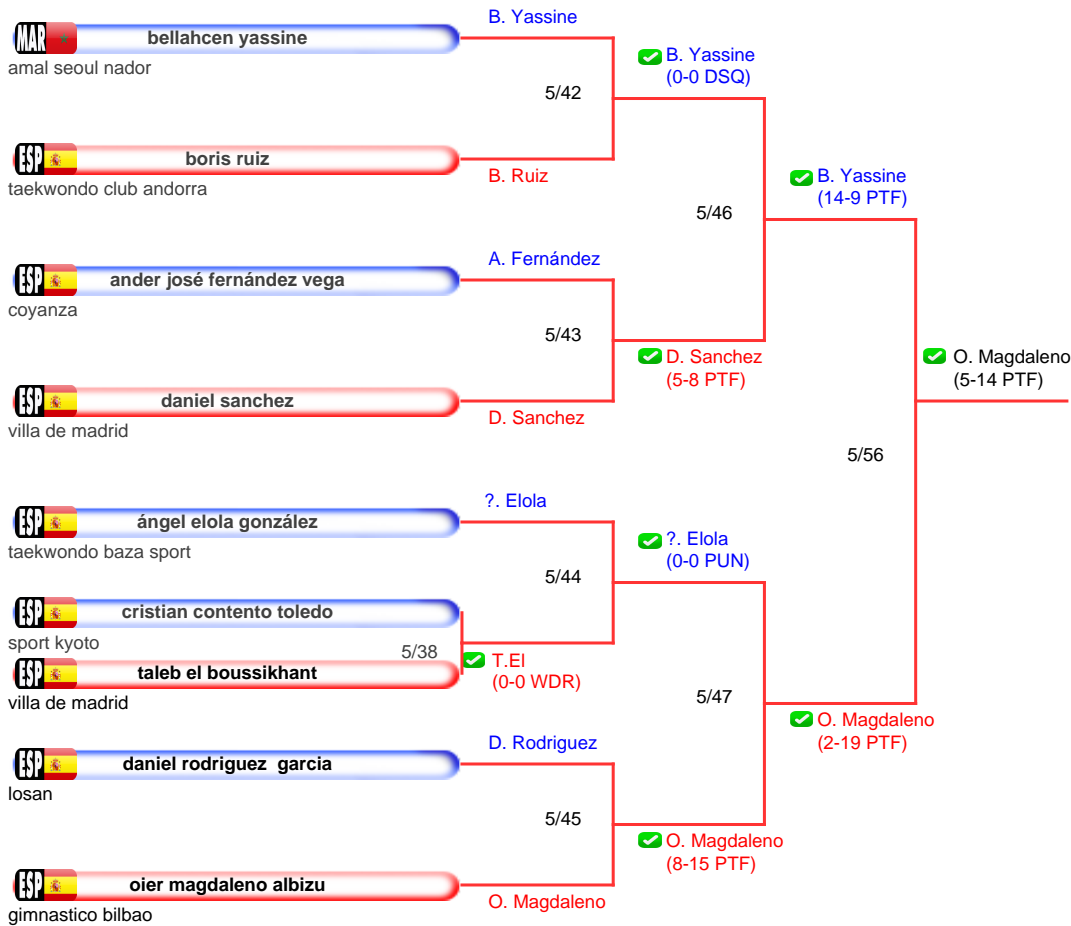 B. Yassine
MAR
bellahcen yassine
amal seoul nador
5/42
B. Yassine
(0-0 DSQ)
ESP
boris ruiz
taekwondo club andorra
B. Ruiz
5/46
B. Yassine
(14-9 PTF)
A. Fernández
ESP
ander josé fernández vega
coyanza
5/43
D. Sanchez
(5-8 PTF)
ESP
daniel sanchez
villa de madrid
D. Sanchez
O. Magdaleno
(5-14 PTF)
5/56
?. Elola
ESP
ángel elola gonzález
taekwondo baza sport
?. Elola
(0-0 PUN)
5/44
ESP
cristian contento toledo
sport kyoto
5/38
T.El
(0-0 WDR)
ESP
taleb el boussikhant
villa de madrid
5/47
O. Magdaleno
(2-19 PTF)
D. Rodriguez
ESP
daniel rodriguez  garcia
losan
5/45
O. Magdaleno
(8-15 PTF)
ESP
oier magdaleno albizu
gimnastico bilbao
O. Magdaleno